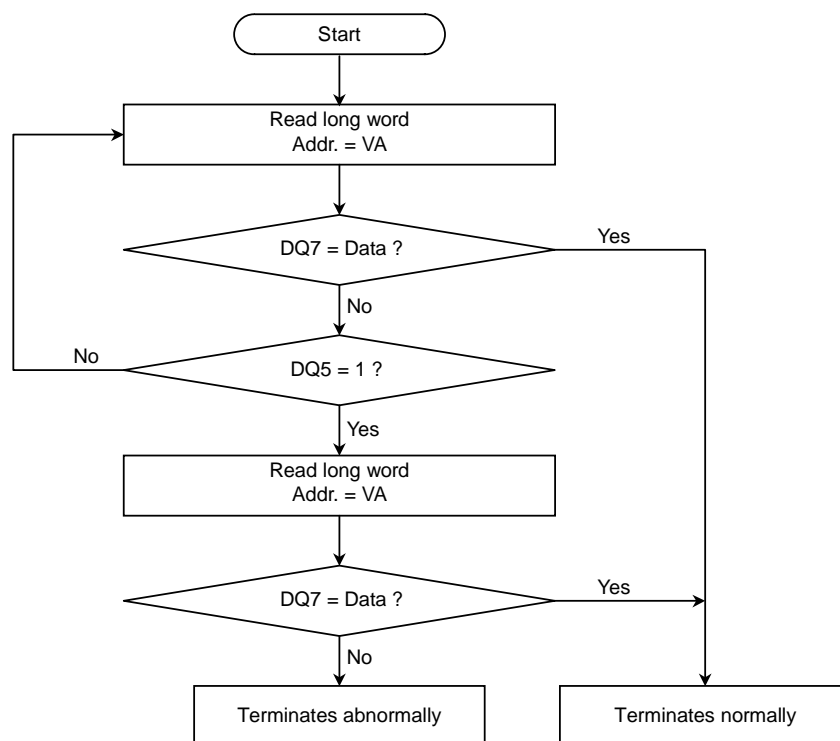 Start
Read long word
Addr. = VA
DQ7 = Data ?
Yes
No
No
DQ5 = 1 ?
Yes
Read long word
Addr. = VA
DQ7 = Data ?
Yes
No
Terminates abnormally
Terminates normally